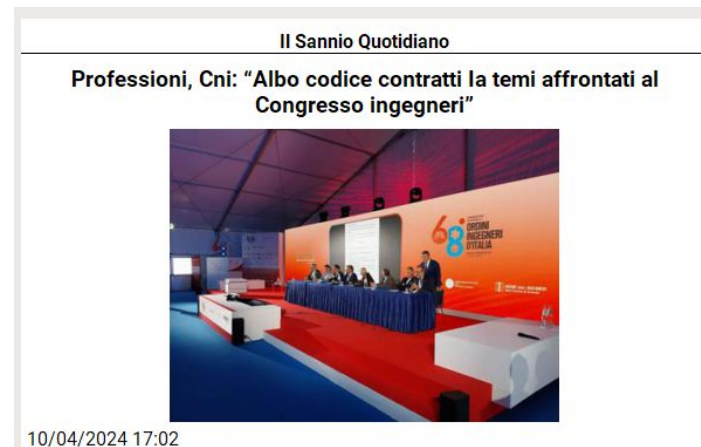 Il Sannio Quotidiano
Professioni, Cni: “Albo codice contratti Ia temi affrontati al
Congresso ingegneri”
68°
ORDINI
INGEGNERI
D'ITALIA
10/04/2024 17:02